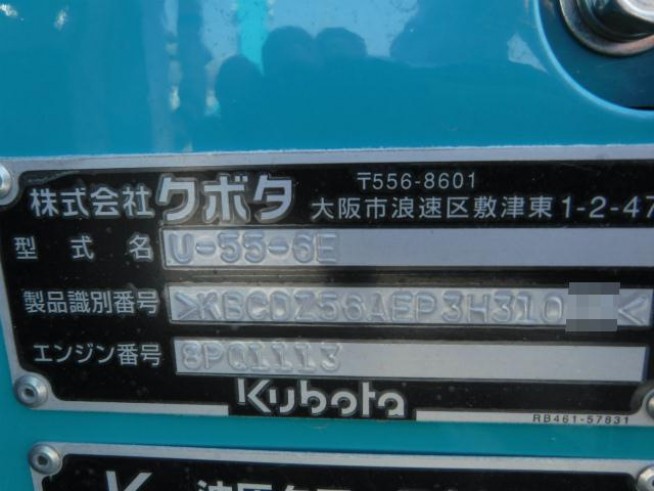 株式会社クボタ 〒556-8601
大阪市浪速区敷津東1-2-47
型式名 U-55-6E
製品識別番号 >KBCDZ56AEP3H310<
エンジン番号 8PQ1113
Kubota
RB461-57831
K